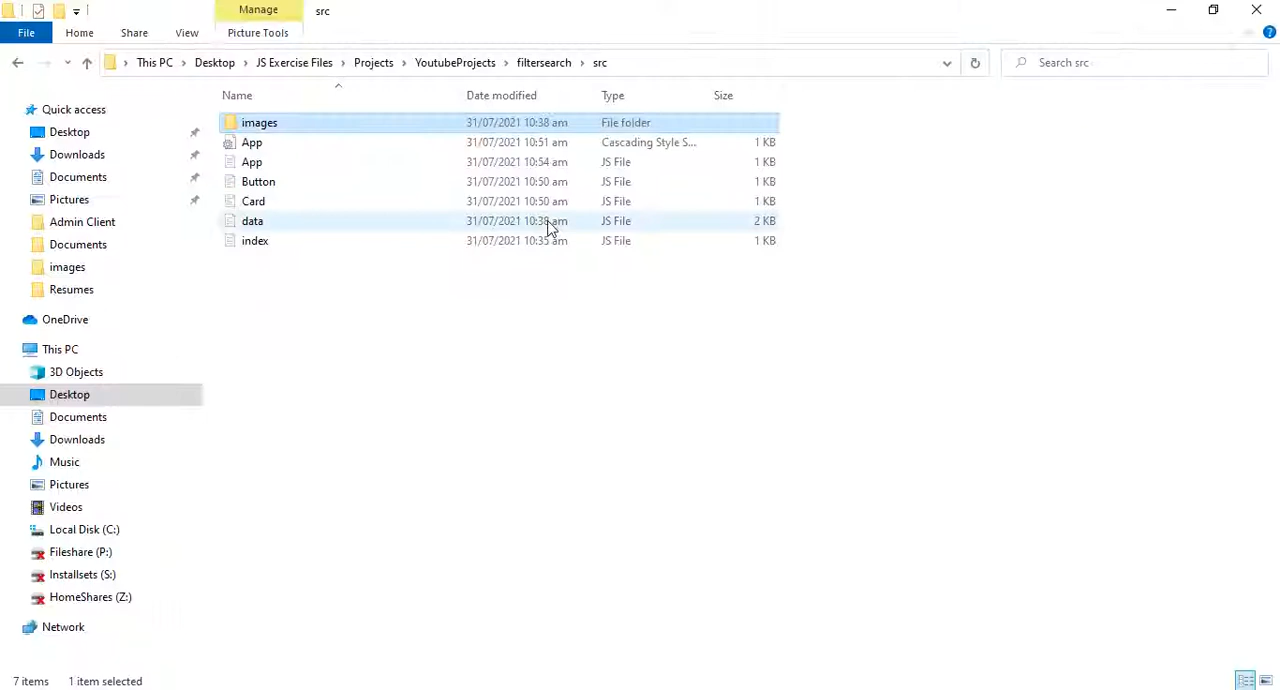 Manage
src
File
Home
Share
View
Picture Tools
This PC
Desktop
JS Exercise Files
Projects
YoutubeProjects
filtersearch
src
Search src
Name
Date modified
Type
Size
Quick access
Desktop
Downloads
Documents
Pictures
Admin Client
Documents
images
Resumes
OneDrive
This PC
3D Objects
Desktop
Documents
Downloads
Music
Pictures
Videos
Local Disk (C:)
Fileshare (P:)
Installsets (S:)
HomeShares (Z:)
Network
images 31/07/2021 10:38 am File folder
App 31/07/2021 10:51 am Cascading Style S... 1 KB
App 31/07/2021 10:54 am JS File 1 KB
Button 31/07/2021 10:50 am JS File 1 KB
Card 31/07/2021 10:50 am JS File 1 KB
data 31/07/2021 10:38 am JS File 2 KB
index 31/07/2021 10:35 am JS File 1 KB
7 items 1 item selected